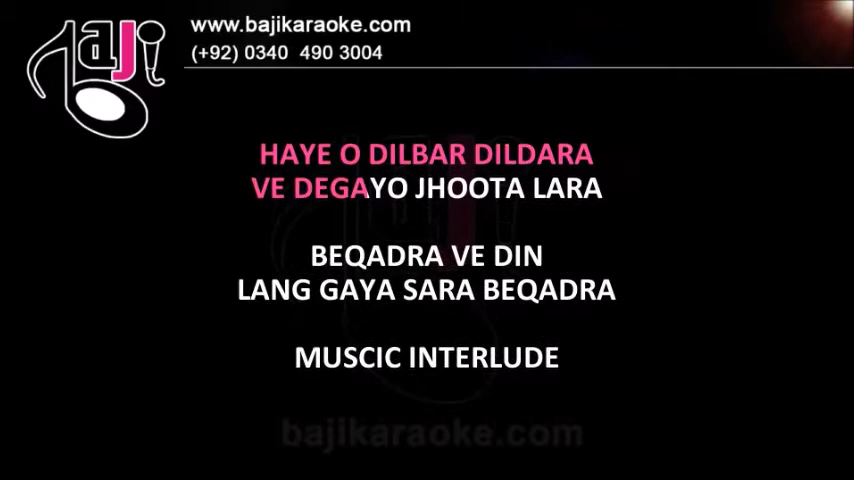 www.bajikaraoke.com
(+92) 0340 490 3004
BaJi
HAYE O DILBAR DILDARA
VE DEGAYO JHOOTA LARA
BEQADRA VE DIN
LANG GAYA SARA BEQADRA
MUSCIC INTERLUDE
bajikaraoke.com